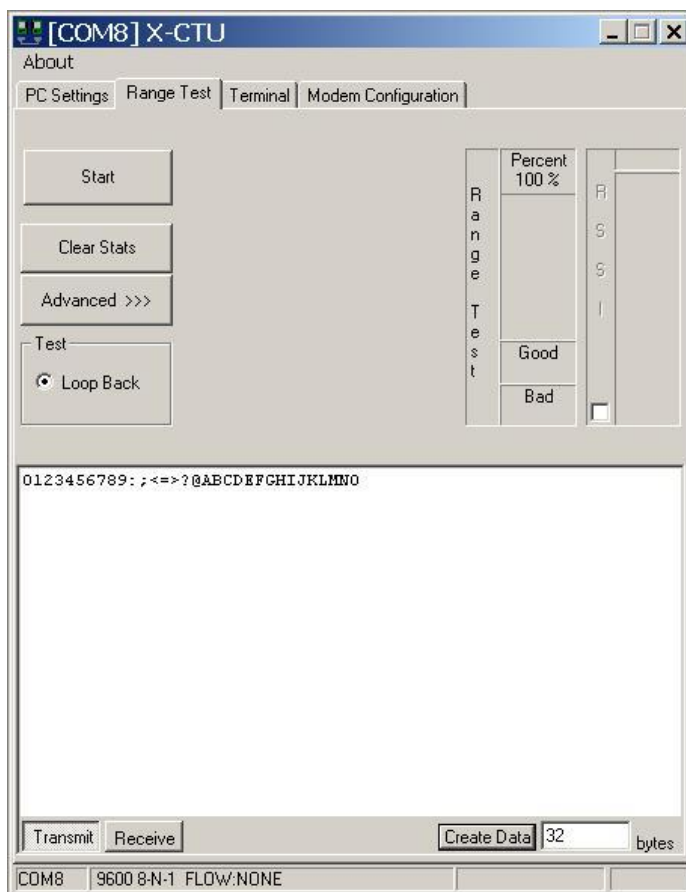 [COM8] X-CTU
About
PC Settings Range Test Terminal Modem Configuration
Start
Clear Stats
Advanced >>>
Test
Loop Back
Range Test
Percent
100 %
Good
Bad
RSSI
0123456789:;<=>?@ABCDEFGHIJKLMNO
Transmit Receive Create Data 32 bytes
COM8 9600 8-N-1 FLOW:NONE